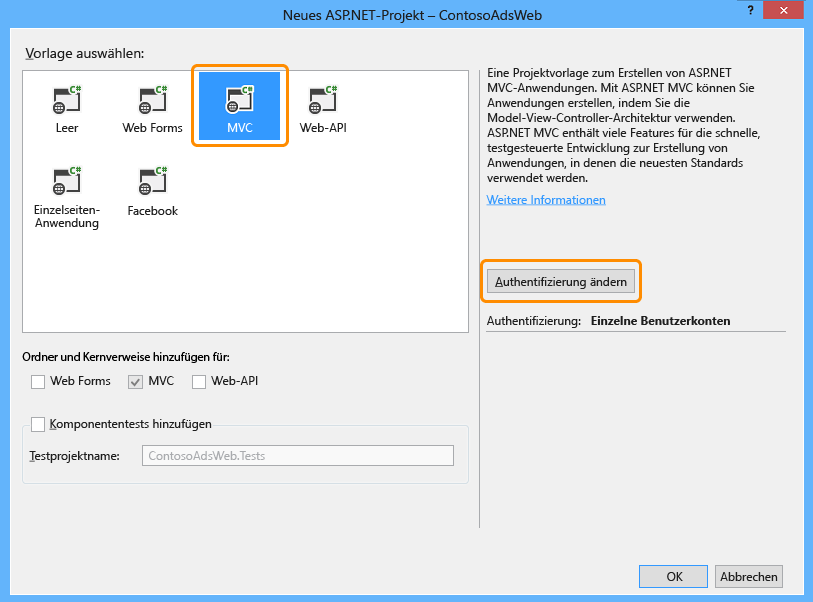 Neues ASP.NET-Projekt – ContosoAdsWeb
?
Vorlage auswählen:
C#
C#
C#
C#
Leer
Web Forms
MVC
Web-API
C#
C#
Einzelseiten-
Anwendung
Facebook
Eine Projektvorlage zum Erstellen von ASP.NET
MVC-Anwendungen. Mit ASP.NET MVC können Sie
Anwendungen erstellen, indem Sie die
Model-View-Controller-Architektur verwenden.
ASP.NET MVC enthält viele Features für die schnelle,
testgesteuerte Entwicklung zur Erstellung von
Anwendungen, in denen die neuesten Standards
verwendet werden.
Weitere Informationen
Authentifizierung ändern
Authentifizierung: Einzelne Benutzerkonten
Ordner und Kernverweise hinzufügen für:
Web Forms
MVC
Web-API
Komponententests hinzufügen
Testprojektname:
ContosoAdsWeb.Tests
OK
Abbrechen